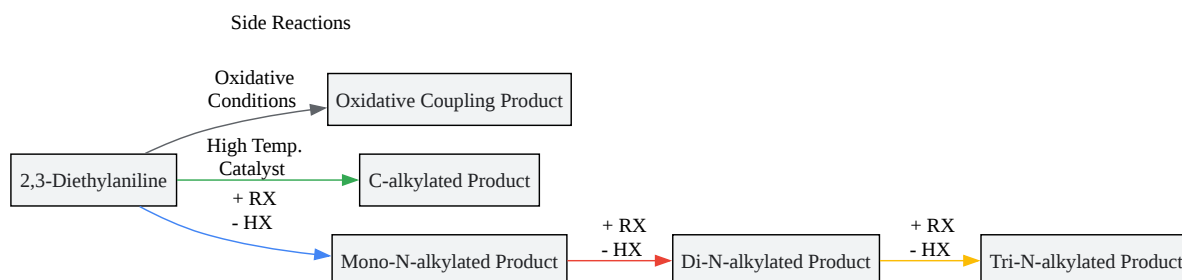 Side Reactions
Oxidative
Conditions
Oxidative Coupling Product
High Temp.
Catalyst
2,3-Diethylaniline
C-alkylated Product
+ RX
- HX
+ RX
- HX
+ RX
- HX
Mono-N-alkylated Product
Di-N-alkylated Product
Tri-N-alkylated Product